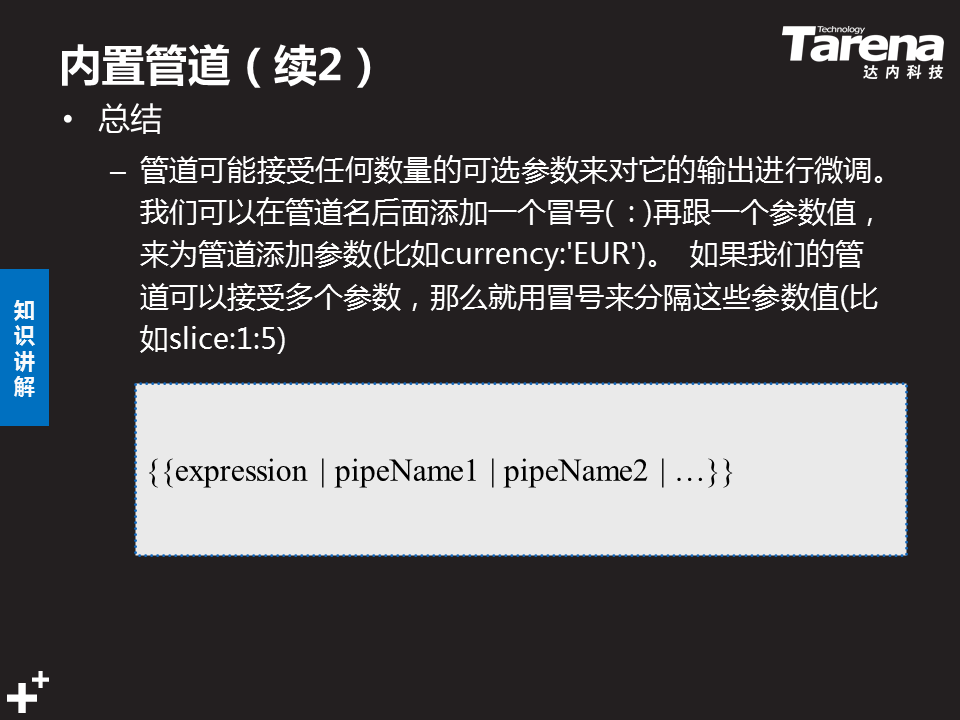 内置管道（续2）
Technology
Tarena
达内科技
• 总结
– 管道可能接受任何数量的可选参数来对它的输出进行微调。
我们可以在管道名后面添加一个冒号( : )再跟一个参数值，
来为管道添加参数(比如currency:'EUR')。 如果我们的管
道可以接受多个参数，那么就用冒号来分隔这些参数值(比
如slice:1:5)
知
识
讲
解
{{expression | pipeName1 | pipeName2 | …}}